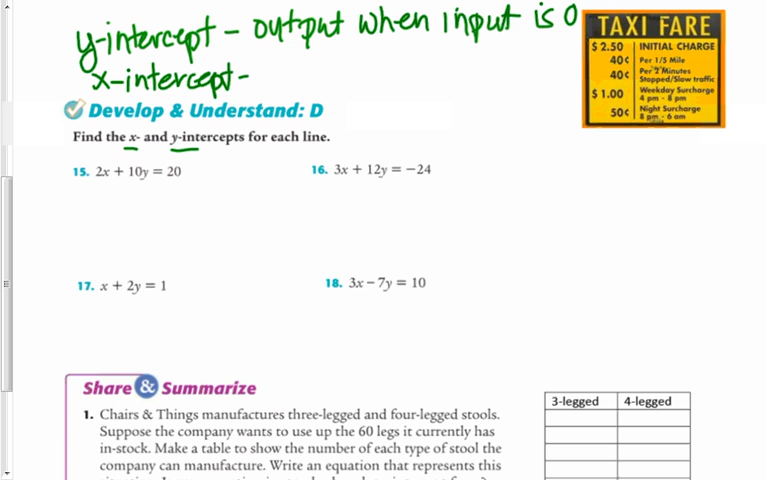 y-intercept - output when input is 0
x-intercept -
TAXI FARE
$ 2.50 INITIAL CHARGE
40¢ Per 1/5 Mile
40¢ Per 2 Minutes
Stopped/Slow traffic
$ 1.00 Weekday Surcharge
4 pm - 8 pm
50¢ Night Surcharge
8 pm - 6 am
Develop & Understand: D
Find the x- and y-intercepts for each line.
15. 2x + 10y = 20
16. 3x + 12y = −24
17. x + 2y = 1
18. 3x − 7y = 10
Share & Summarize
1. Chairs & Things manufactures three-legged and four-legged stools.
Suppose the company wants to use up the 60 legs it currently has
in-stock. Make a table to show the number of each type of stool the
company can manufacture. Write an equation that represents this
3-legged 4-legged